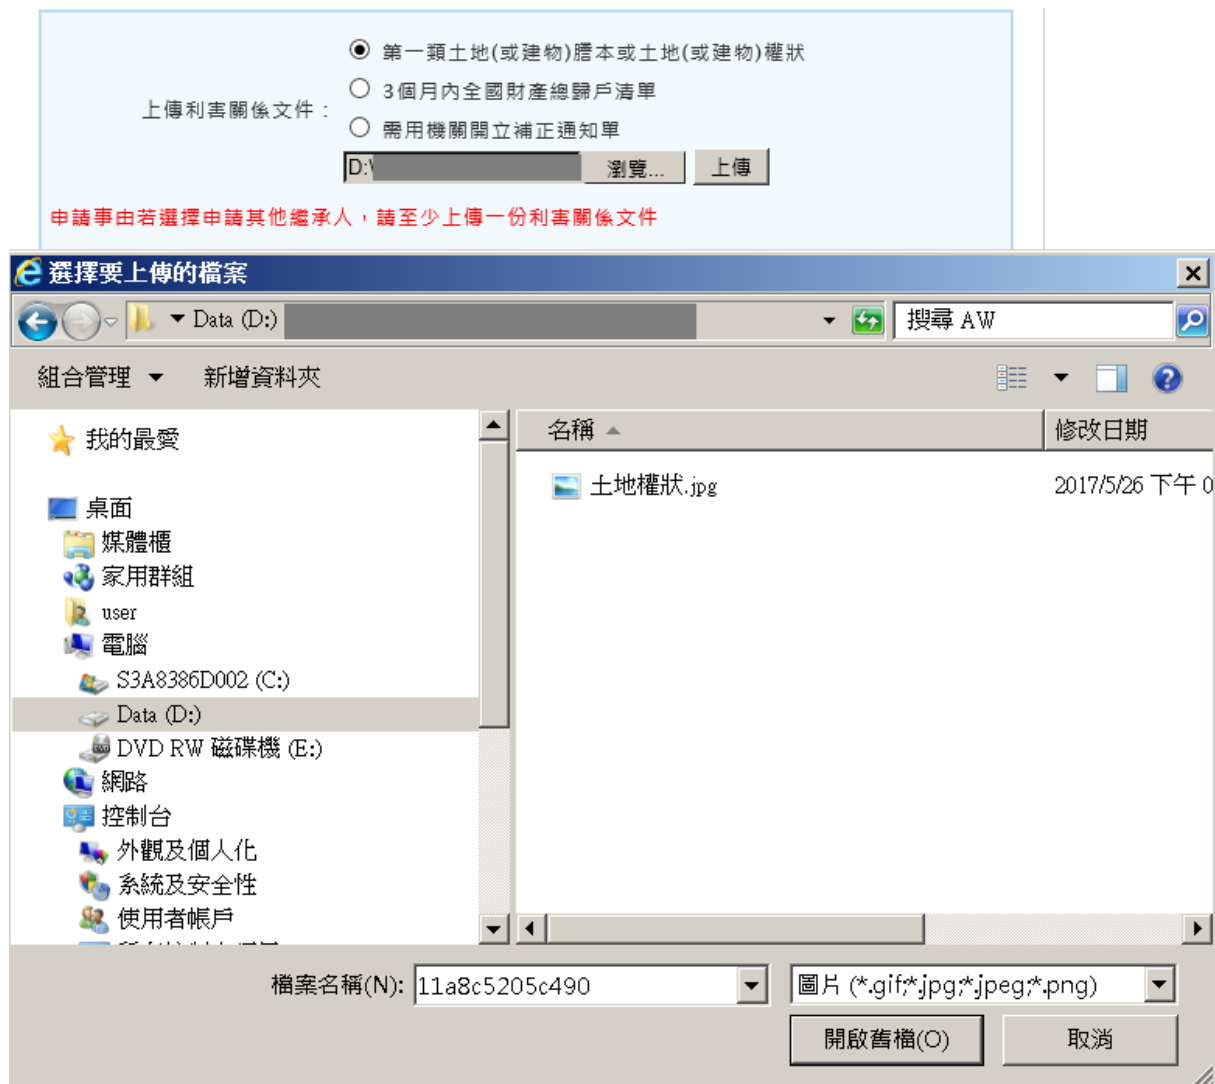 第一類土地(或建物)謄本或土地(或建物)權狀
3個月內全國財產總歸戶清單
上傳利害關係文件：
需用機關開立補正通知單
D:\
瀏覽...
上傳
申請事由若選擇申請其他繼承人，請至少上傳一份利害關係文件
選擇要上傳的檔案
Data (D:)
搜尋 AW
組合管理
新增資料夾
我的最愛
名稱
修改日期
土地權狀.jpg
2017/5/26 下午 0
桌面
媒體櫃
家用群組
user
電腦
S3A8386D002 (C:)
Data (D:)
DVD RW 磁碟機 (E:)
網路
控制台
外觀及個人化
系統及安全性
使用者帳戶
檔案名稱(N):
11a8c5205c490
圖片 (*.gif;*.jpg;*.jpeg;*.png)
開啟舊檔(O)
取消